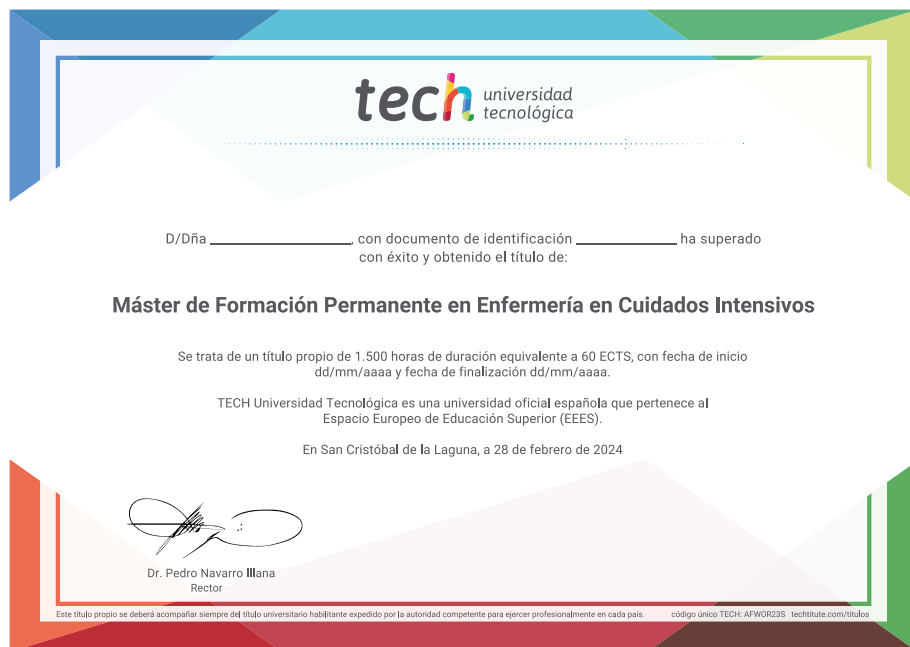 tech universidad
tecnológica
D/Dña ____________________, con documento de identificación ______________ ha superado
con éxito y obtenido el título de:
Máster de Formación Permanente en Enfermería en Cuidados Intensivos
Se trata de un título propio de 1.500 horas de duración equivalente a 60 ECTS, con fecha de inicio
dd/mm/aaaa y fecha de finalización dd/mm/aaaa.
TECH Universidad Tecnológica es una universidad oficial española que pertenece al
Espacio Europeo de Educación Superior (EEES).
En San Cristóbal de la Laguna, a 28 de febrero de 2024
Dr. Pedro Navarro Illana
Rector
Este título propio se deberá acompañar siempre del título universitario habilitante expedido por la autoridad competente para ejercer profesionalmente en cada país. código único TECH: AFWOR23S techtitute.com/titulos